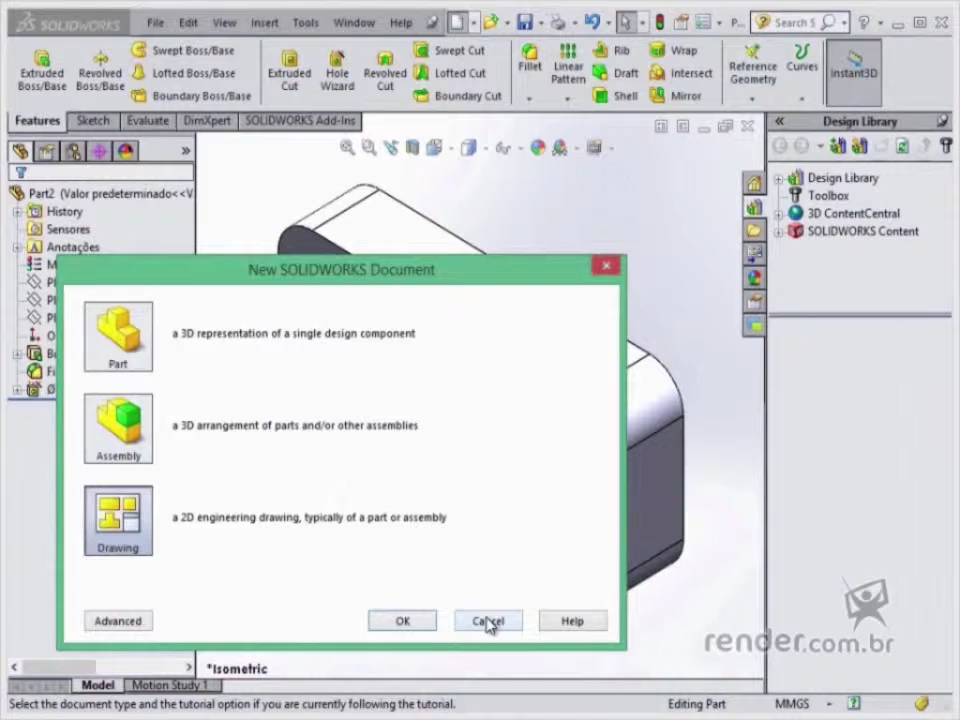 SOLIDWORKS File Edit View Insert Tools Window Help P... Search S
Extruded Boss/Base
Revolved Boss/Base
Swept Boss/Base
Lofted Boss/Base
Boundary Boss/Base
Extruded Cut
Hole Wizard
Revolved Cut
Swept Cut
Lofted Cut
Boundary Cut
Fillet
Linear Pattern
Rib
Draft
Shell
Wrap
Intersect
Mirror
Reference Geometry
Curves
Instant3D
Features Sketch Evaluate DimXpert SOLIDWORKS Add-Ins
Design Library
Part2 (Valor predeterminado<<V
History
Sensores
Anotações
Design Library
Toolbox
3D ContentCentral
SOLIDWORKS Content
New SOLIDWORKS Document
Part
a 3D representation of a single design component
Assembly
a 3D arrangement of parts and/or other assemblies
Drawing
a 2D engineering drawing, typically of a part or assembly
Advanced OK Cancel Help
render.com.br
*Isometric
Model Motion Study 1
Select the document type and the tutorial option if you are currently following the tutorial. Editing Part MMGS